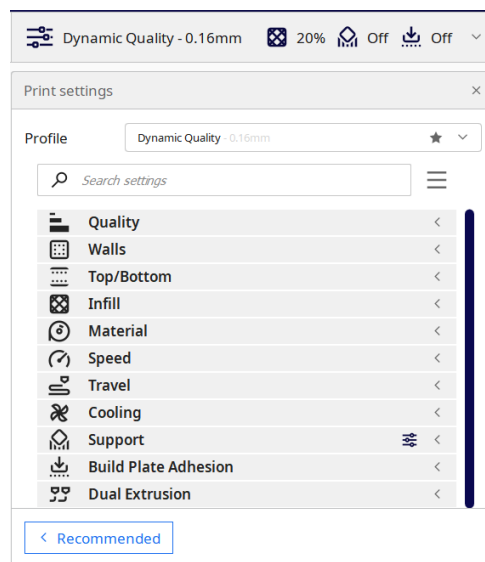 Dynamic Quality - 0.16mm 20% Off Off
Print settings
Profile Dynamic Quality - 0.16mm
Search settings
Quality
Walls
Top/Bottom
Infill
Material
Speed
Travel
Cooling
Support
Build Plate Adhesion
Dual Extrusion
Recommended